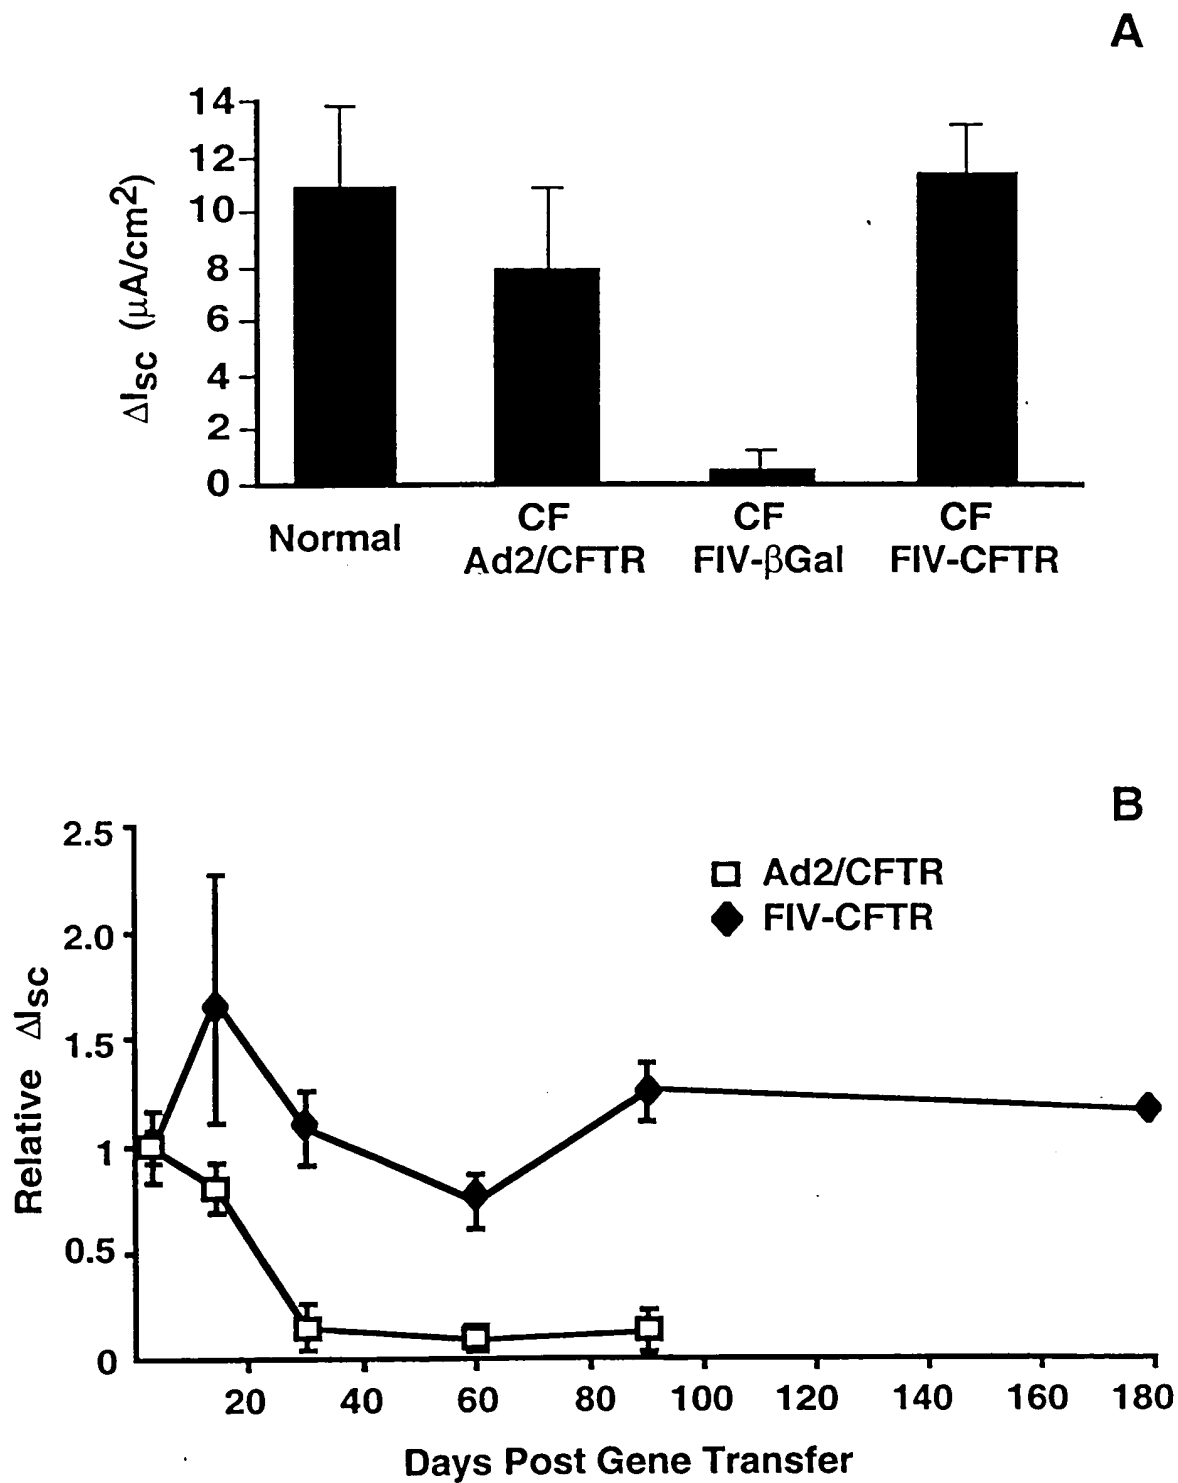 A
14
12
10
8
6
4
2
0
ΔIsc (μA/cm2)
Normal
CF
Ad2/CFTR
CF
FIV-βGal
CF
FIV-CFTR
B
2.5
2.0
1.5
1
0.5
0
Relative ΔIsc
Ad2/CFTR
FIV-CFTR
20 40 60 80 100 120 140 160 180
Days Post Gene Transfer